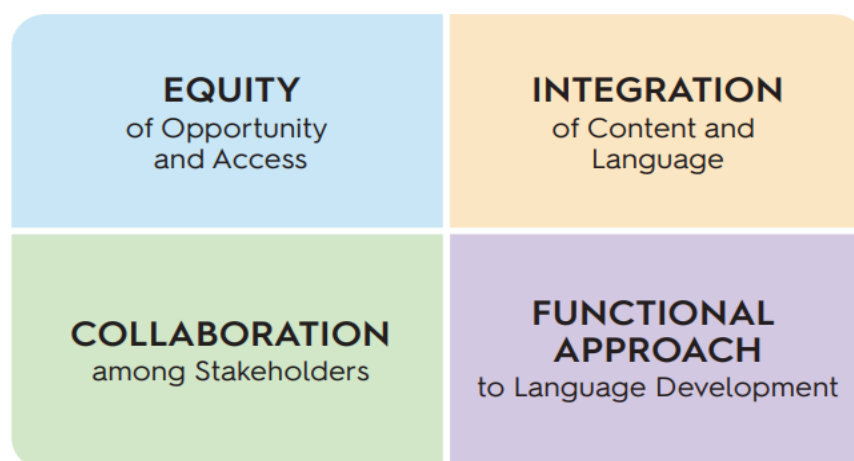 EQUITY
of Opportunity
and Access
INTEGRATION
of Content and
Language
COLLABORATION
among Stakeholders
FUNCTIONAL
APPROACH
to Language Development